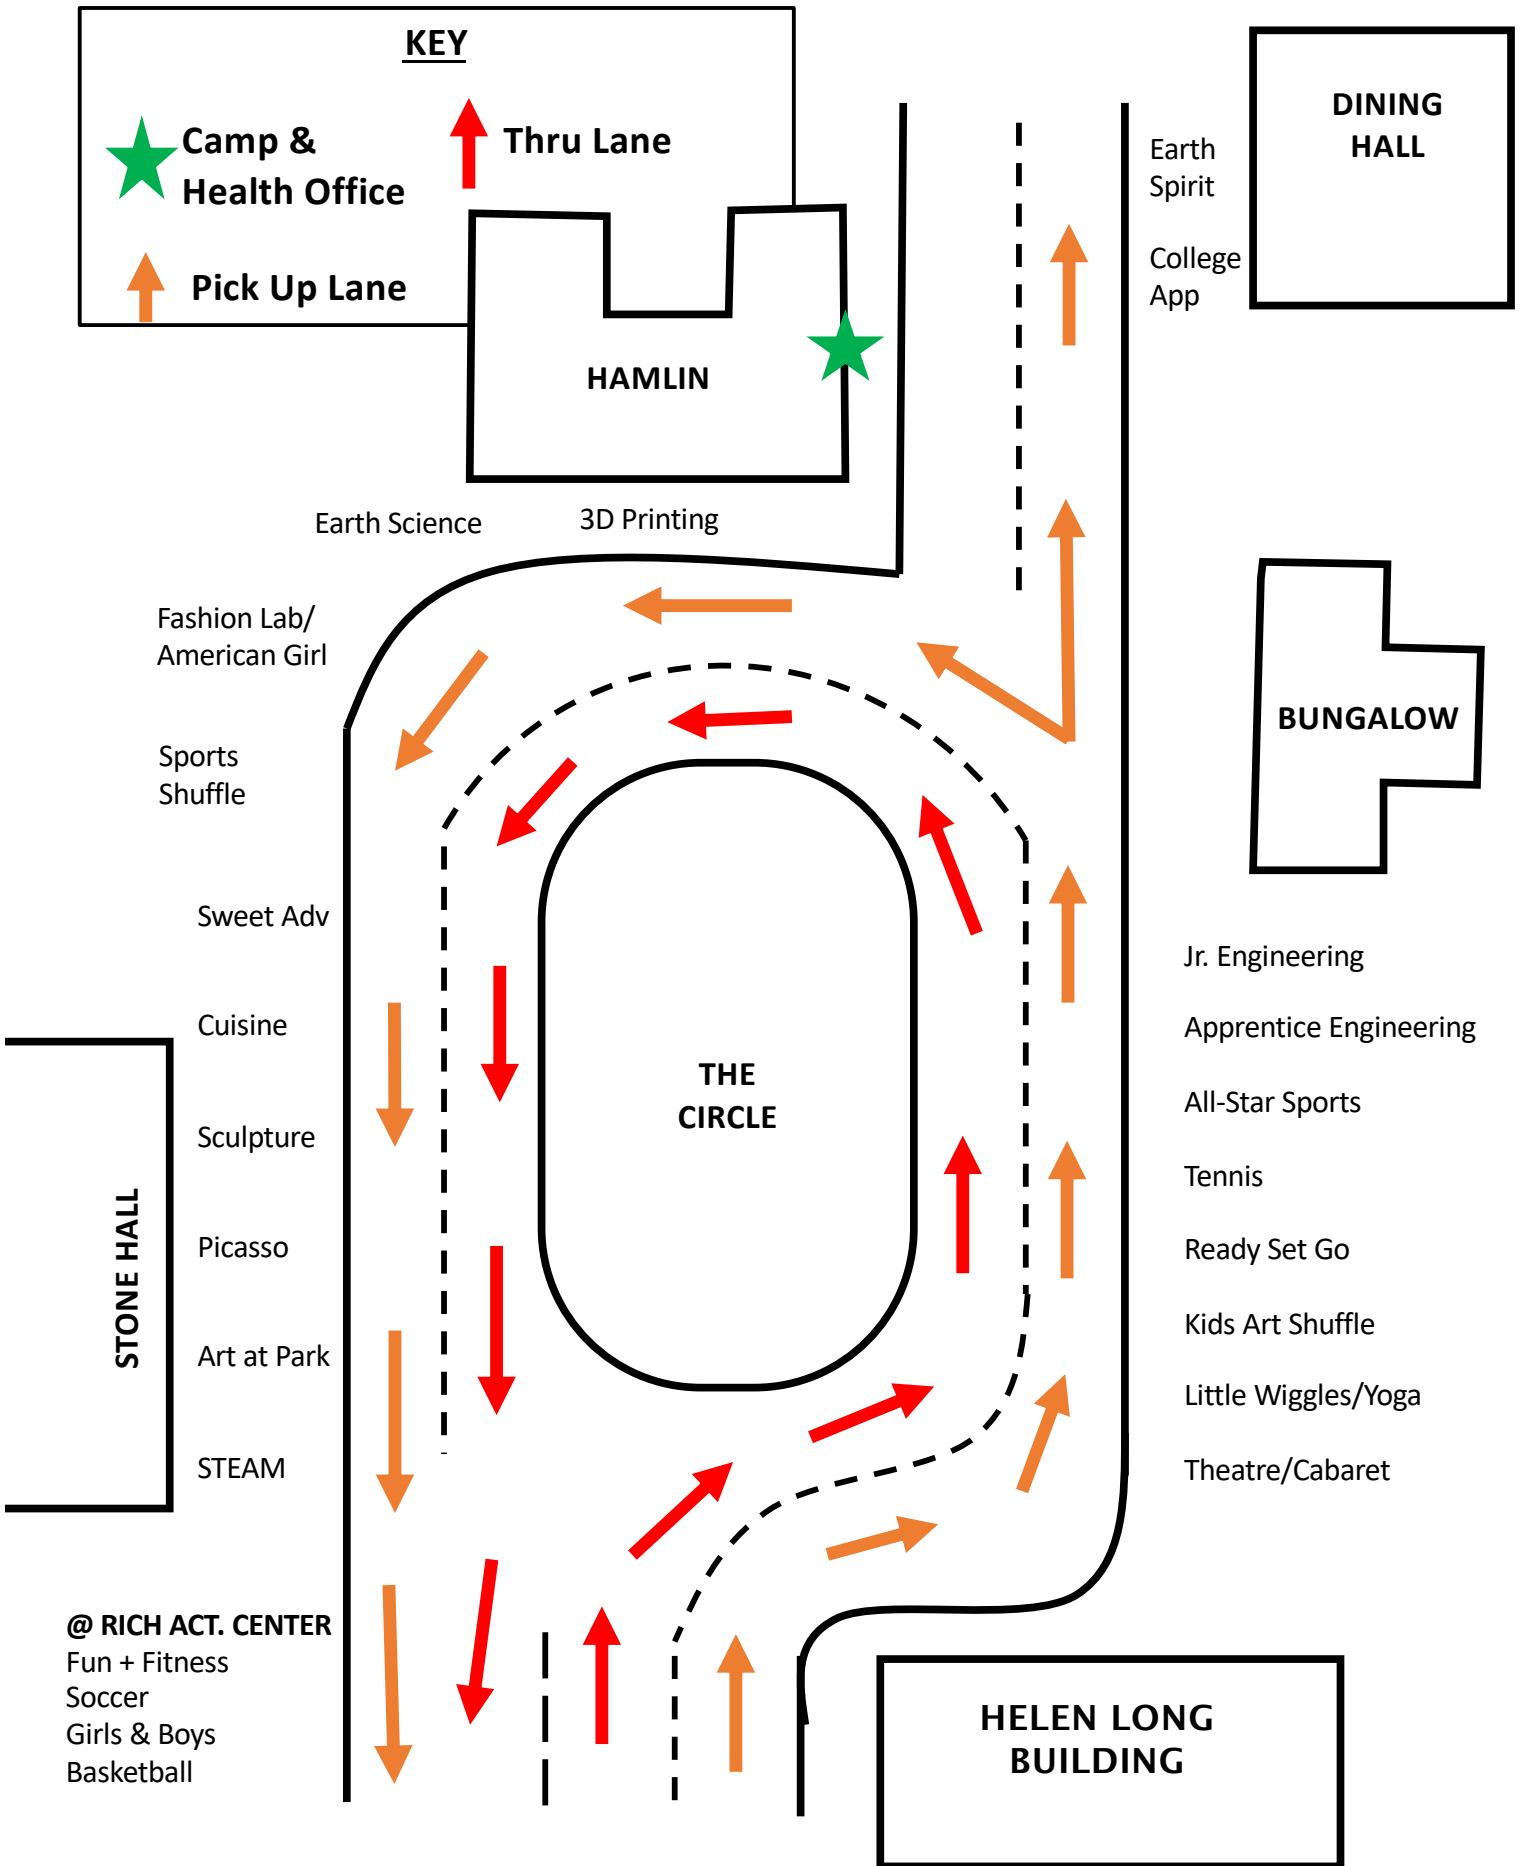 KEY
Camp &
Health Office
Thru Lane
Pick Up Lane
DINING
HALL
Earth
Spirit
College
App
HAMLIN
Earth Science
3D Printing
Fashion Lab/
American Girl
Sports
Shuffle
BUNGALOW
Sweet Adv
Cuisine
Sculpture
Picasso
Art at Park
STEAM
STONE HALL
THE
CIRCLE
Jr. Engineering
Apprentice Engineering
All-Star Sports
Tennis
Ready Set Go
Kids Art Shuffle
Little Wiggles/Yoga
Theatre/Cabaret
@ RICH ACT. CENTER
Fun + Fitness
Soccer
Girls & Boys
Basketball
HELEN LONG
BUILDING